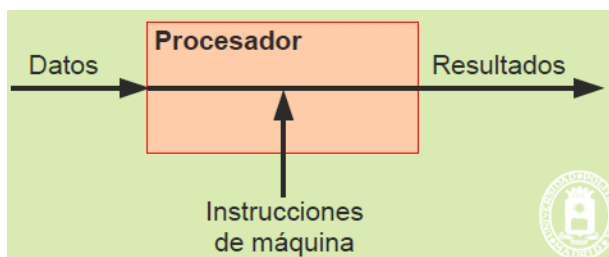 Procesador
Datos
Resultados
Instrucciones
de máquina